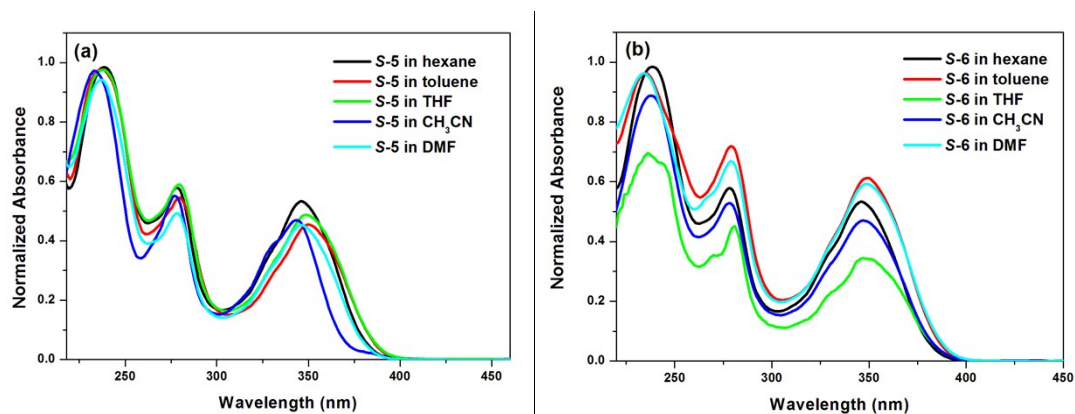 (a)
S-5 in hexane
S-5 in toluene
S-5 in THF
S-5 in CH₃CN
S-5 in DMF
Normalized Absorbance
1.0
0.8
0.6
0.4
0.2
0.0
250
300
350
400
450
Wavelength (nm)
(b)
S-6 in hexane
S-6 in toluene
S-6 in THF
S-6 in CH₃CN
S-6 in DMF
Normalized Absorbance
1.0
0.8
0.6
0.4
0.2
0.0
250
300
350
400
450
Wavelength (nm)